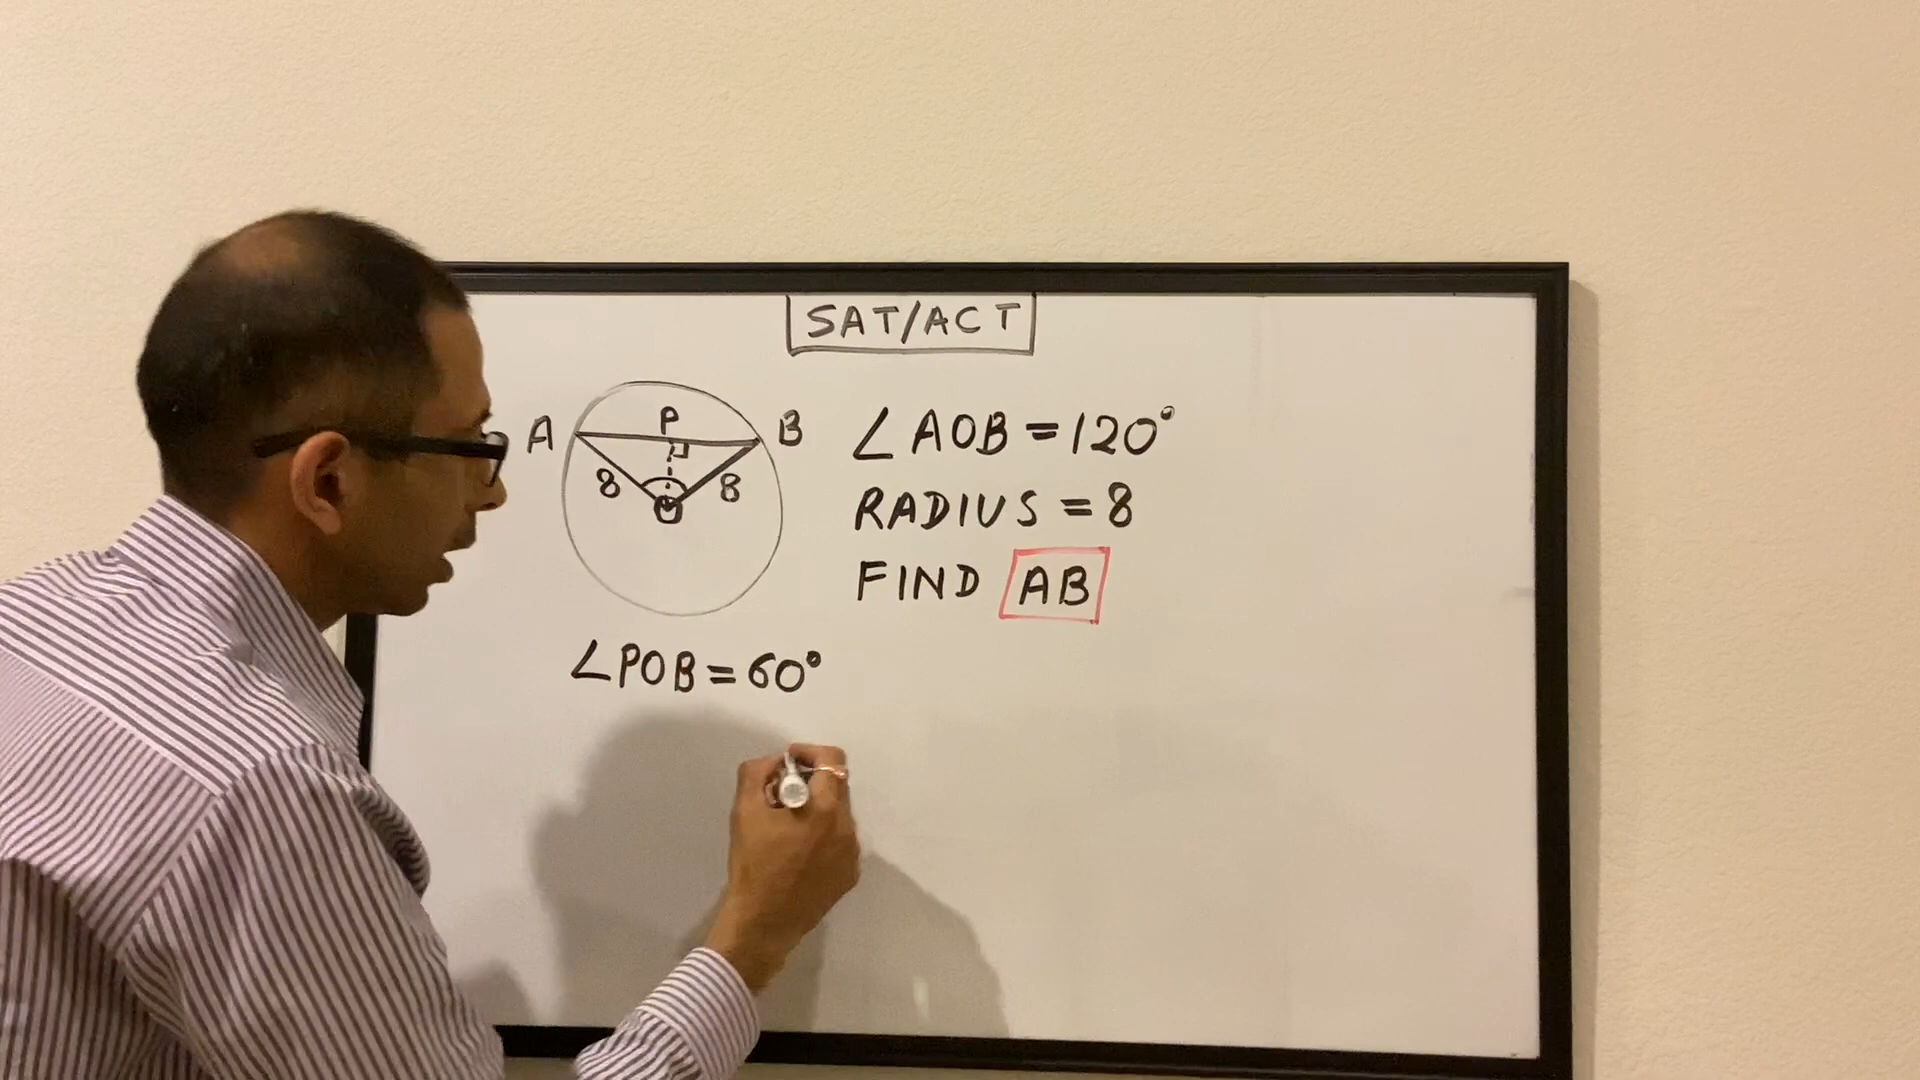 SAT/ACT
A P B
8 8
O
∠AOB = 120°
RADIUS = 8
FIND AB
∠POB = 60°